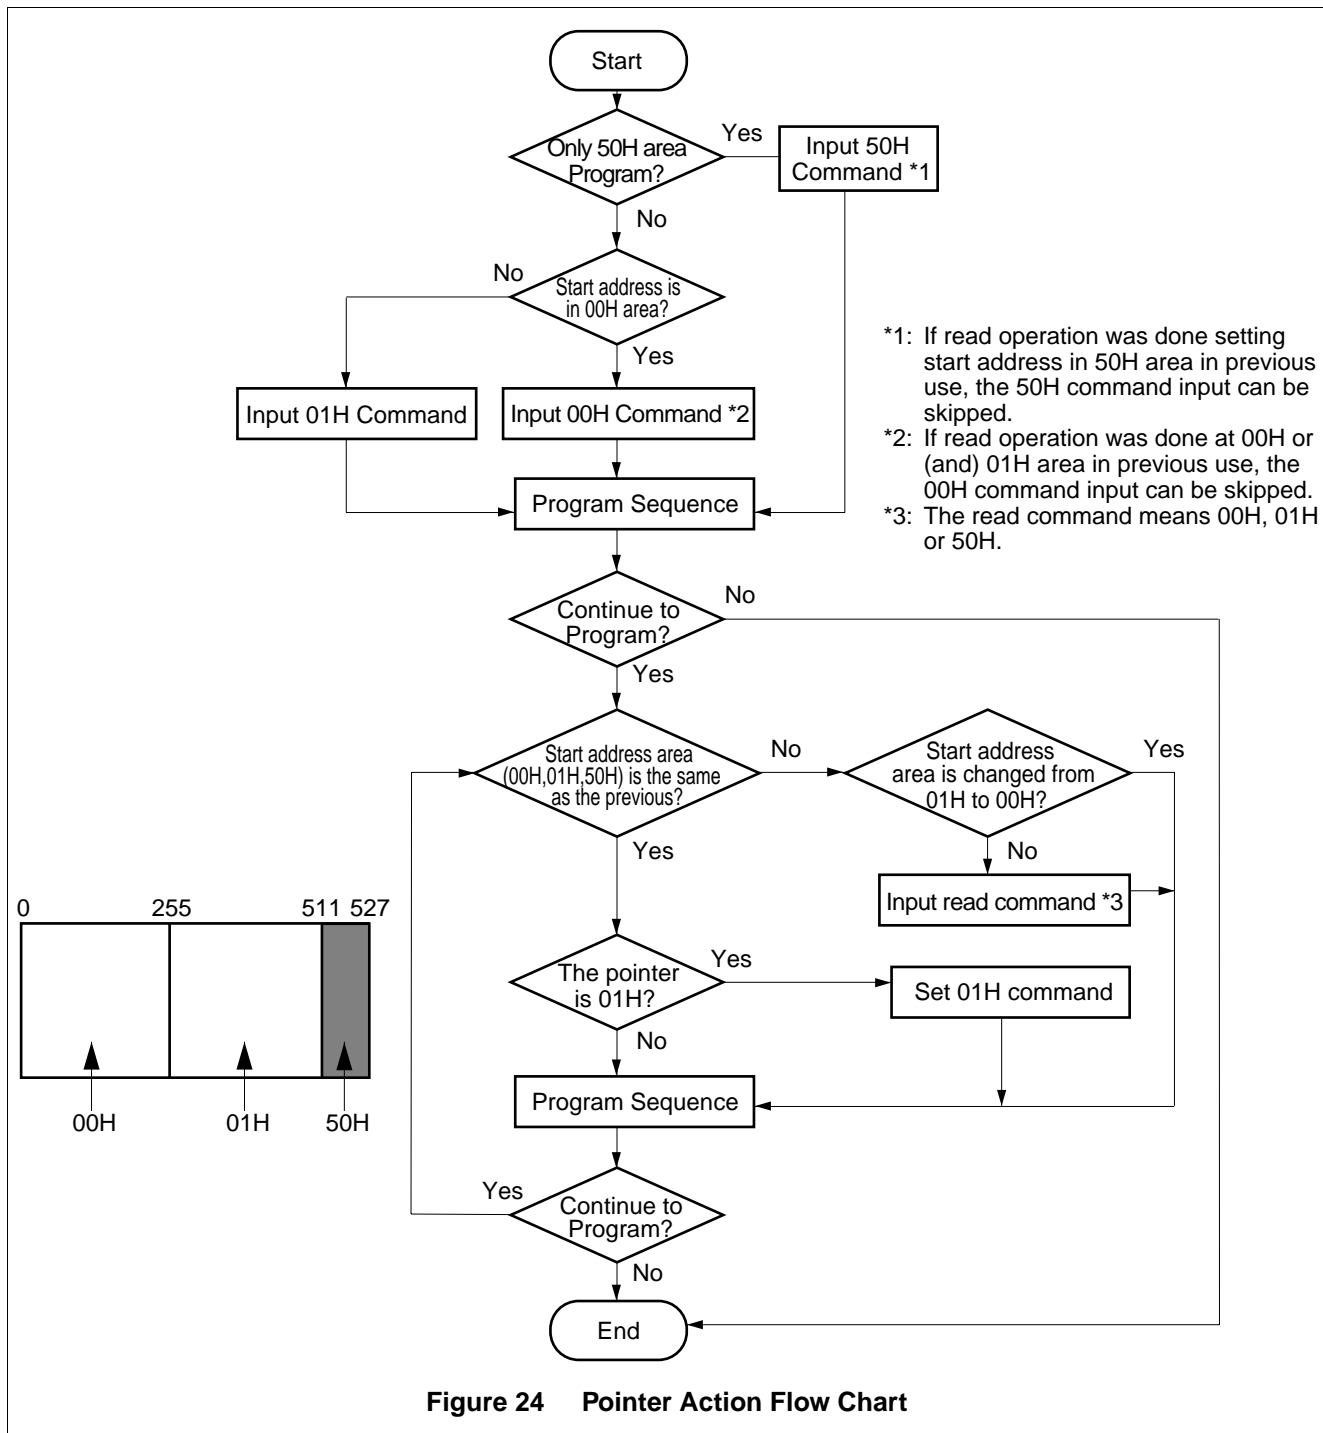 Start
Only 50H area
Program?
Yes
Input 50H
Command *1
No
No
Start address is
in 00H area?
Yes
Input 01H Command
Input 00H Command *2
*1: If read operation was done setting
start address in 50H area in previous
use, the 50H command input can be
skipped.
*2: If read operation was done at 00H or
(and) 01H area in previous use, the
00H command input can be skipped.
*3: The read command means 00H, 01H
or 50H.
Program Sequence
Continue to
Program?
No
Yes
Start address area
(00H,01H,50H) is the same
as the previous?
No
Start address
area is changed from
01H to 00H?
Yes
Yes
No
Input read command *3
0 255 511 527
00H 01H 50H
The pointer
is 01H?
Yes
Set 01H command
No
Program Sequence
Yes
Continue to
Program?
No
End
Figure 24 Pointer Action Flow Chart